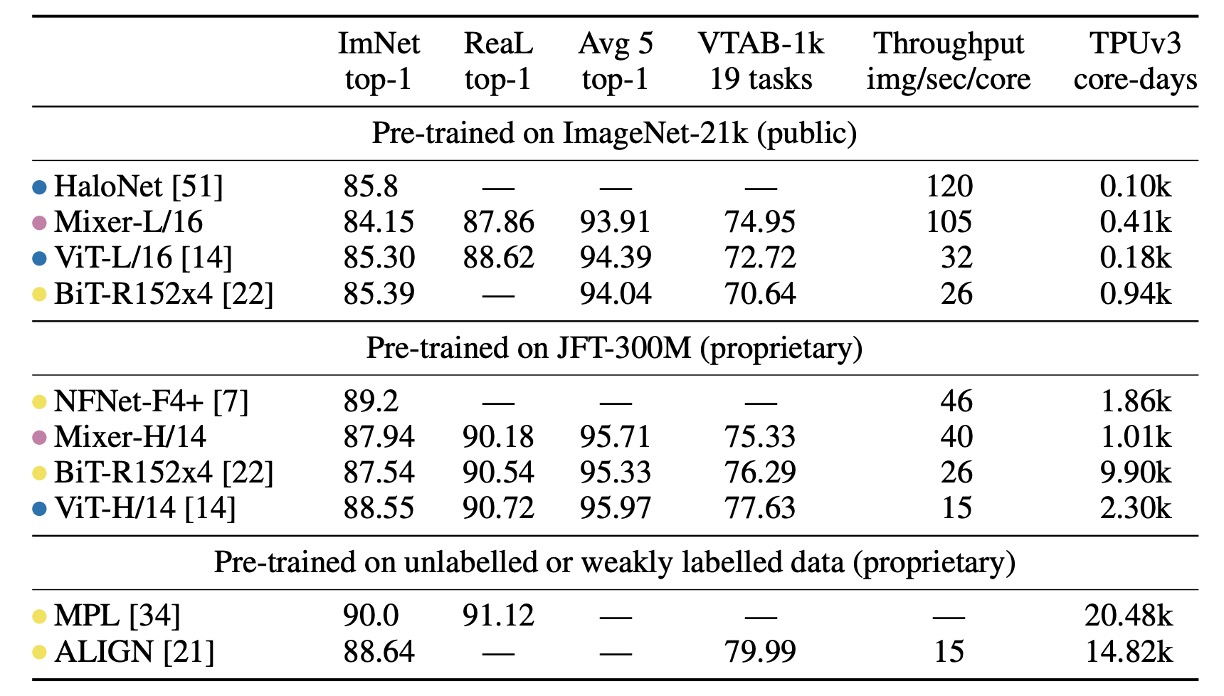 ImNet ReaL Avg 5 VTAB-1k Throughput TPUv3
top-1 top-1 top-1 19 tasks img/sec/core core-days
Pre-trained on ImageNet-21k (public)
HaloNet [51] 85.8 — — — 120 0.10k
Mixer-L/16 84.15 87.86 93.91 74.95 105 0.41k
ViT-L/16 [14] 85.30 88.62 94.39 72.72 32 0.18k
BiT-R152x4 [22] 85.39 — 94.04 70.64 26 0.94k
Pre-trained on JFT-300M (proprietary)
NFNet-F4+ [7] 89.2 — — — 46 1.86k
Mixer-H/14 87.94 90.18 95.71 75.33 40 1.01k
BiT-R152x4 [22] 87.54 90.54 95.33 76.29 26 9.90k
ViT-H/14 [14] 88.55 90.72 95.97 77.63 15 2.30k
Pre-trained on unlabelled or weakly labelled data (proprietary)
MPL [34] 90.0 91.12 — — — 20.48k
ALIGN [21] 88.64 — — 79.99 15 14.82k